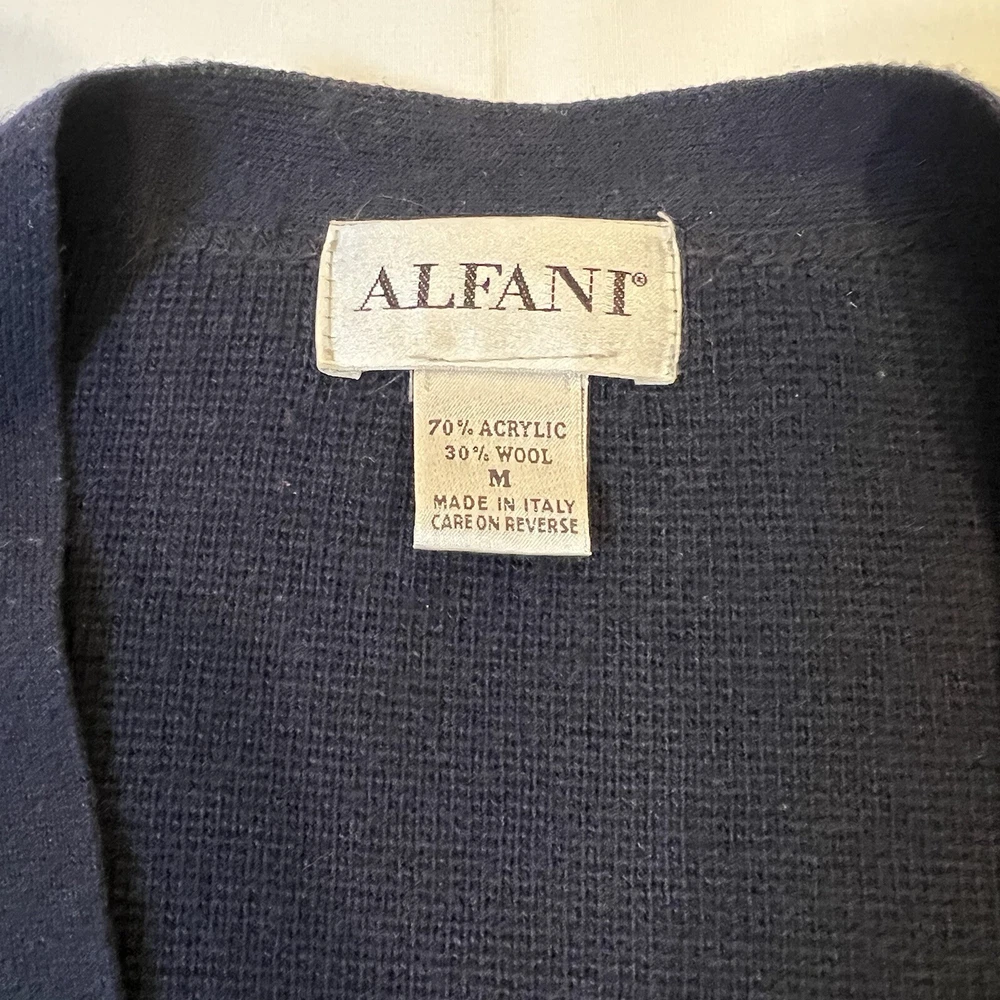 ALFANI®
70% ACRYLIC
30% WOOL
M
MADE IN ITALY
CARE ON REVERSE